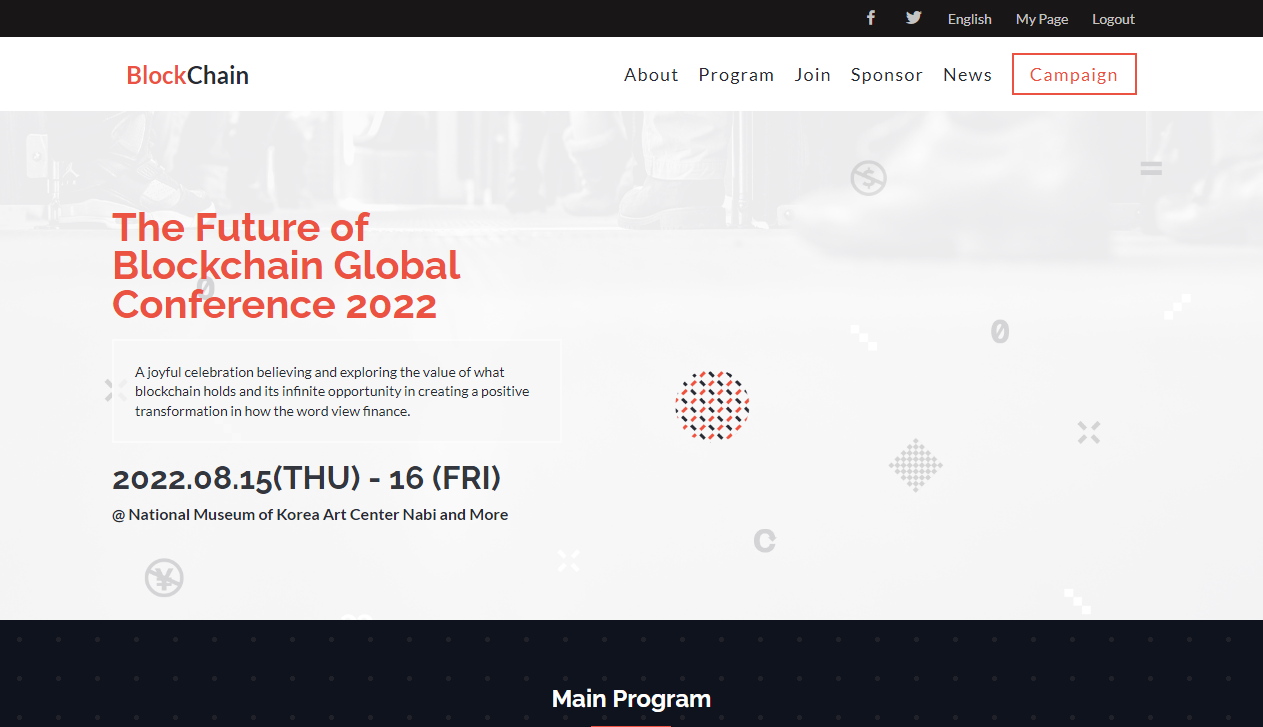 English My Page Logout
BlockChain
About Program Join Sponsor News Campaign
The Future of
Blockchain Global
Conference 2022
A joyful celebration believing and exploring the value of what
blockchain holds and its infinite opportunity in creating a positive
transformation in how the word view finance.
2022.08.15(THU) - 16 (FRI)
@ National Museum of Korea Art Center Nabi and More
Main Program